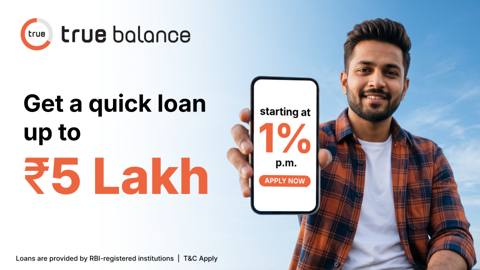 true
true balance
Get a quick loan
up to
₹5 Lakh
starting at
1%
p.m.
APPLY NOW
Loans are provided by RBI-registered institutions | T&C Apply